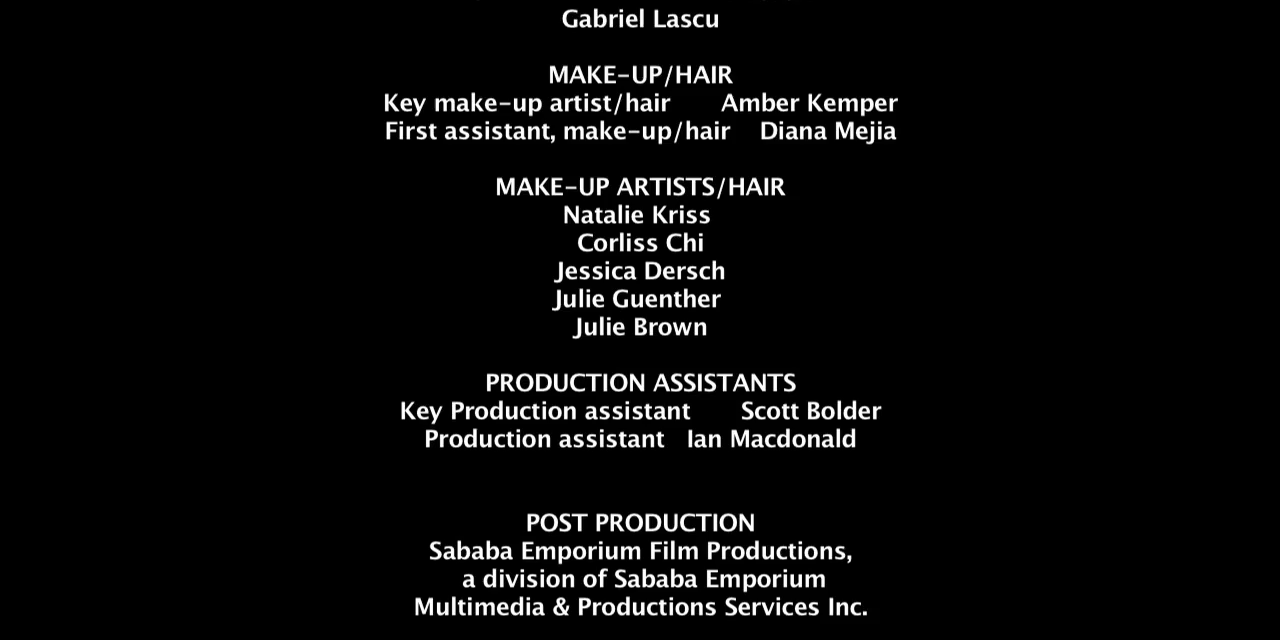 Gabriel Lascu
MAKE-UP/HAIR
Key make-up artist/hair Amber Kemper
First assistant, make-up/hair Diana Mejia
MAKE-UP ARTISTS/HAIR
Natalie Kriss
Corliss Chi
Jessica Dersch
Julie Guenther
Julie Brown
PRODUCTION ASSISTANTS
Key Production assistant Scott Bolder
Production assistant Ian Macdonald
POST PRODUCTION
Sababa Emporium Film Productions,
a division of Sababa Emporium
Multimedia & Productions Services Inc.